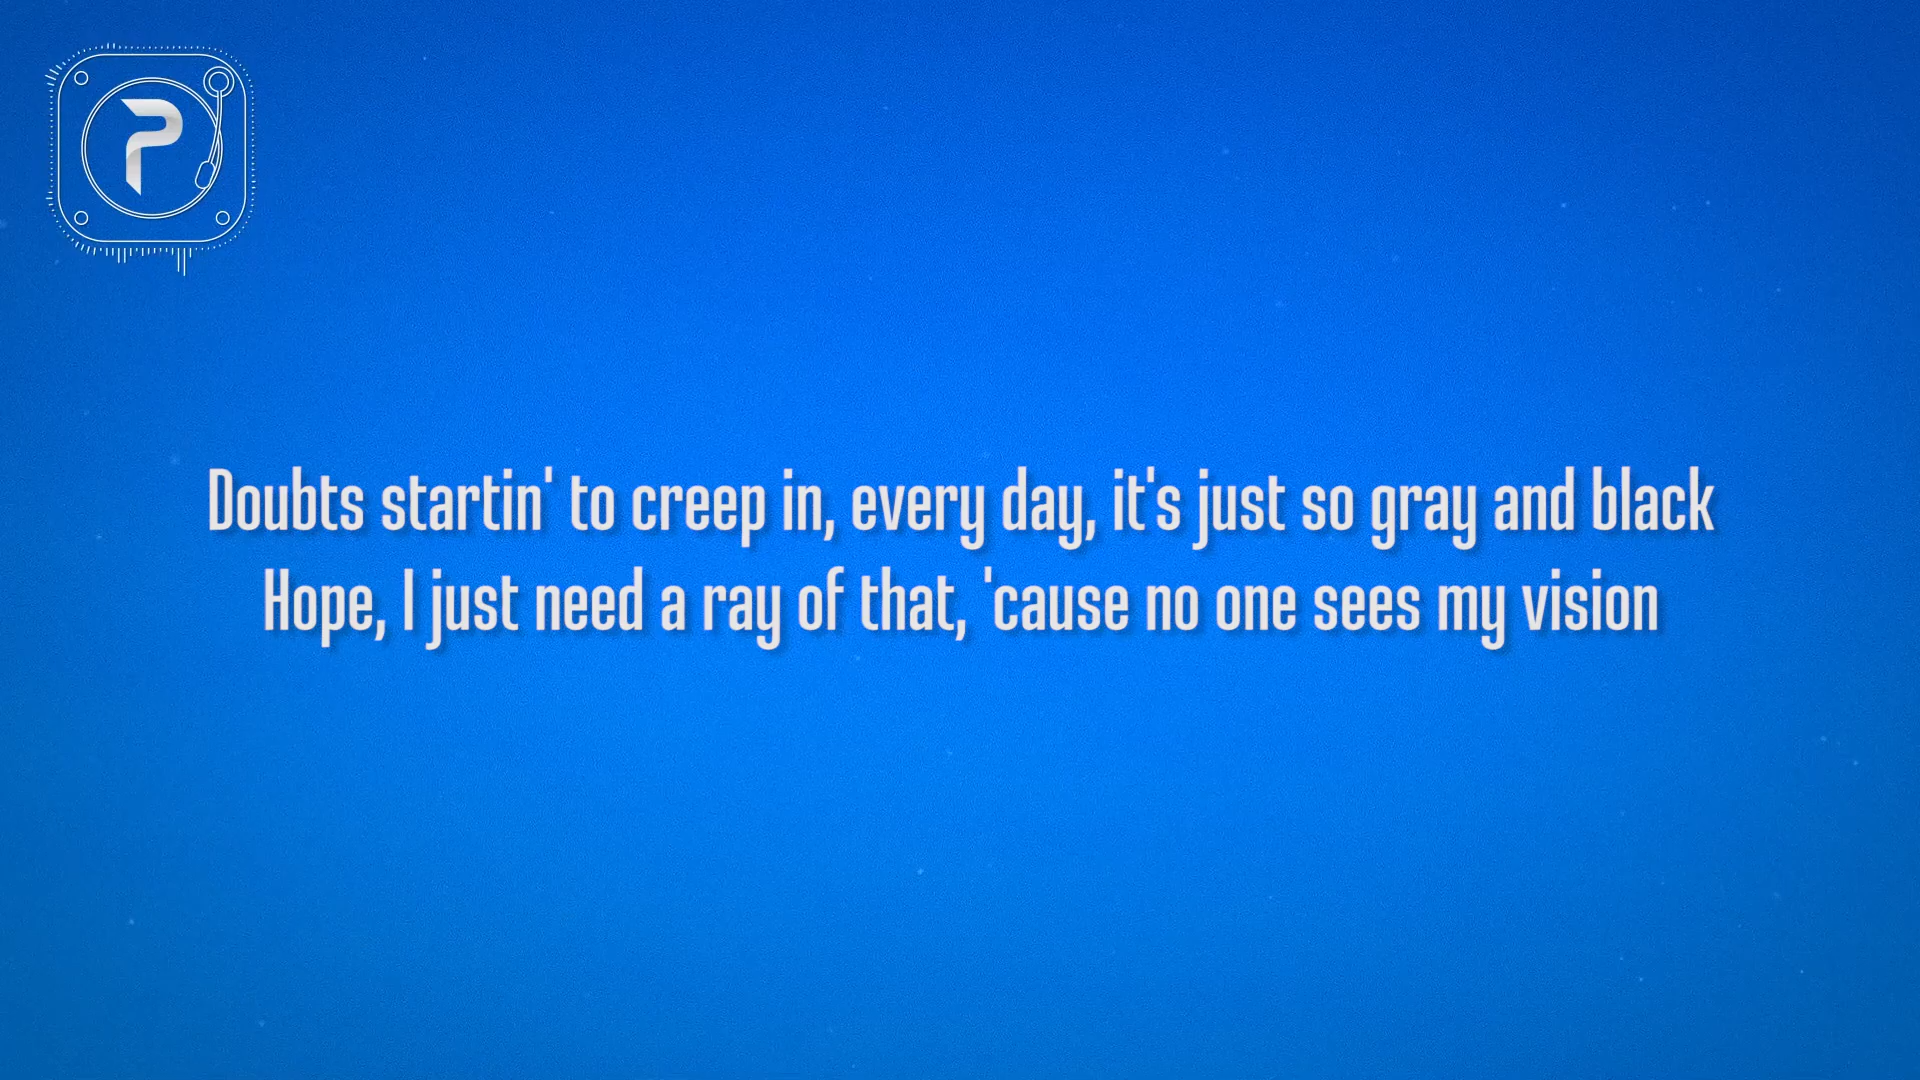 P
Doubts startin' to creep in, every day, it's just so gray and black
Hope, I just need a ray of that, 'cause no one sees my vision